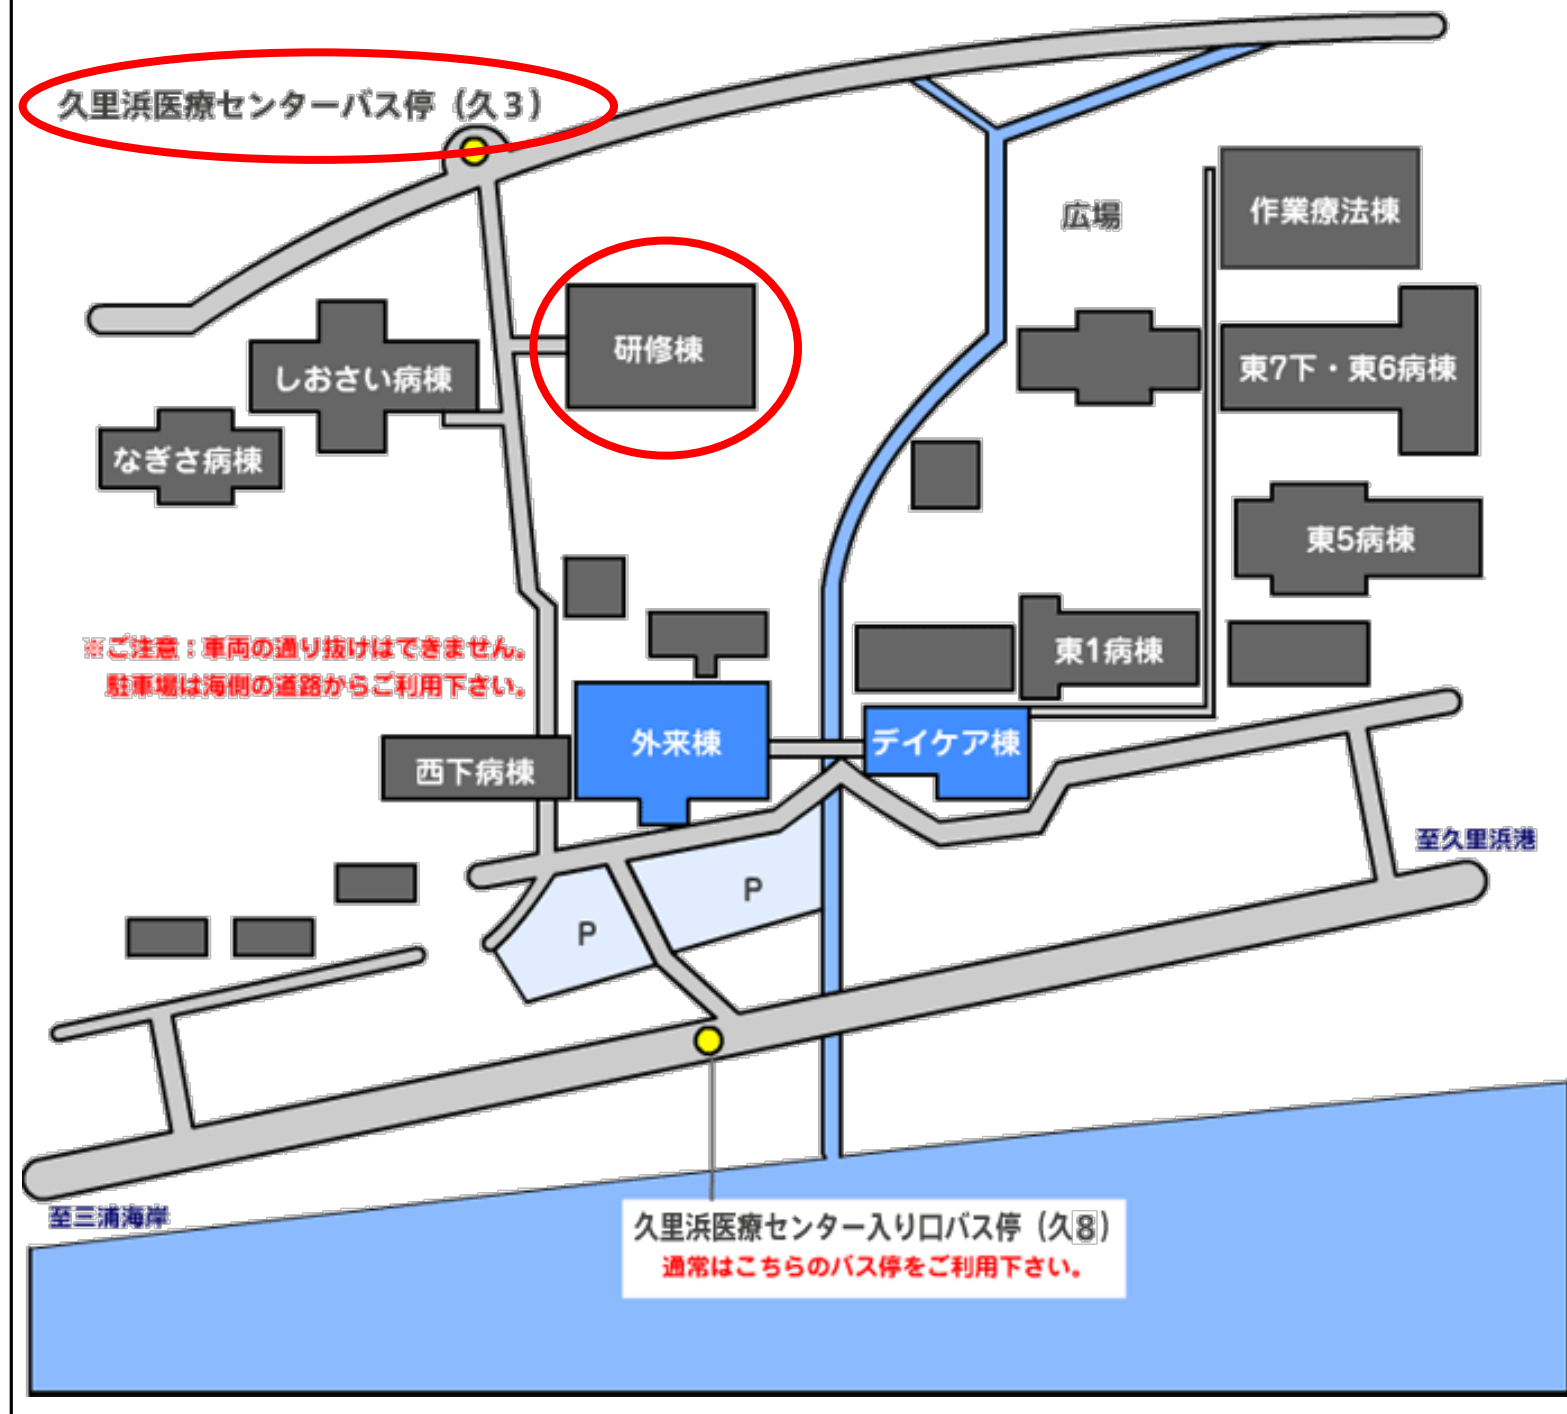 久里浜医療センターバス停（久３）
広場
作業療法棟
研修棟
しおさい病棟
東7下・東6病棟
なぎさ病棟
東5病棟
※ご注意：車両の通り抜けはできません。
駐車場は海側の道路からご利用下さい。
東1病棟
外来棟
デイケア棟
西下病棟
至久里浜港
P
P
至三浦海岸
久里浜医療センター入り口バス停（久8）
通常はこちらのバス停をご利用下さい。